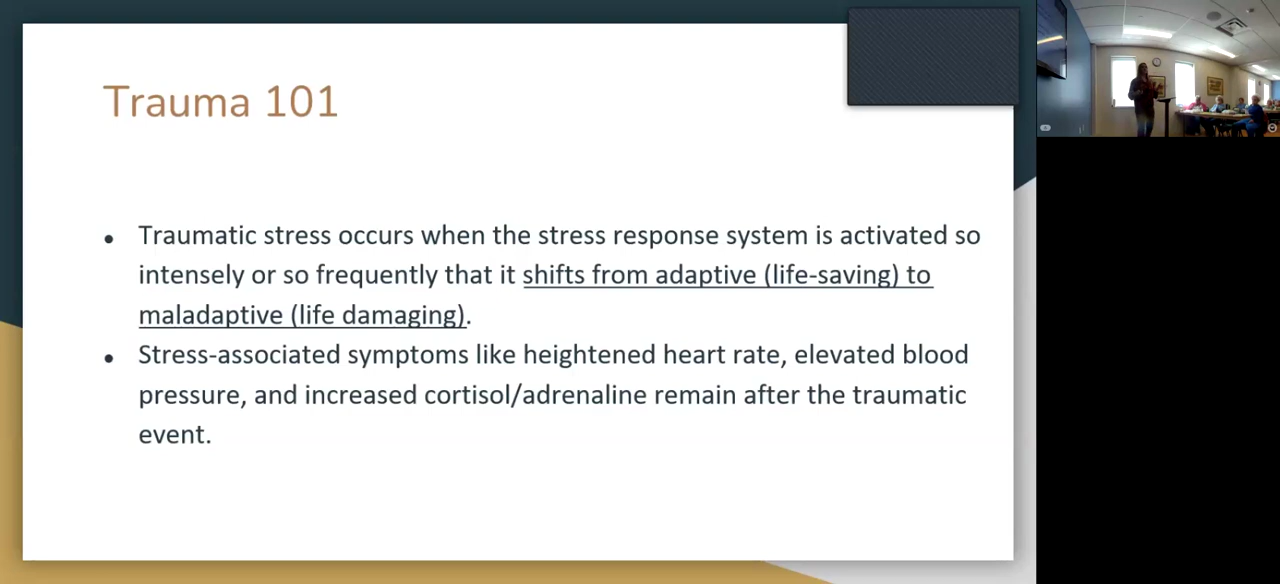 Trauma 101
● Traumatic stress occurs when the stress response system is activated so
intensely or so frequently that it shifts from adaptive (life-saving) to
maladaptive (life damaging).
● Stress-associated symptoms like heightened heart rate, elevated blood
pressure, and increased cortisol/adrenaline remain after the traumatic
event.